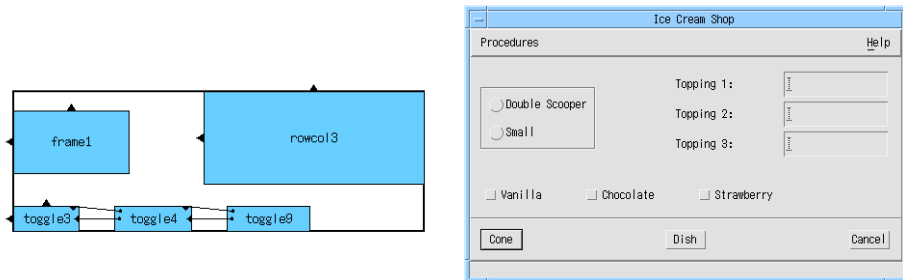 frame1
rowcol3
toggle3
toggle4
toggle9
Ice Cream Shop
Procedures
Help
Topping 1:
Double Scooper
Topping 2:
Small
Topping 3:
Vanilla
Chocolate
Strawberry
Cone
Dish
Cancel